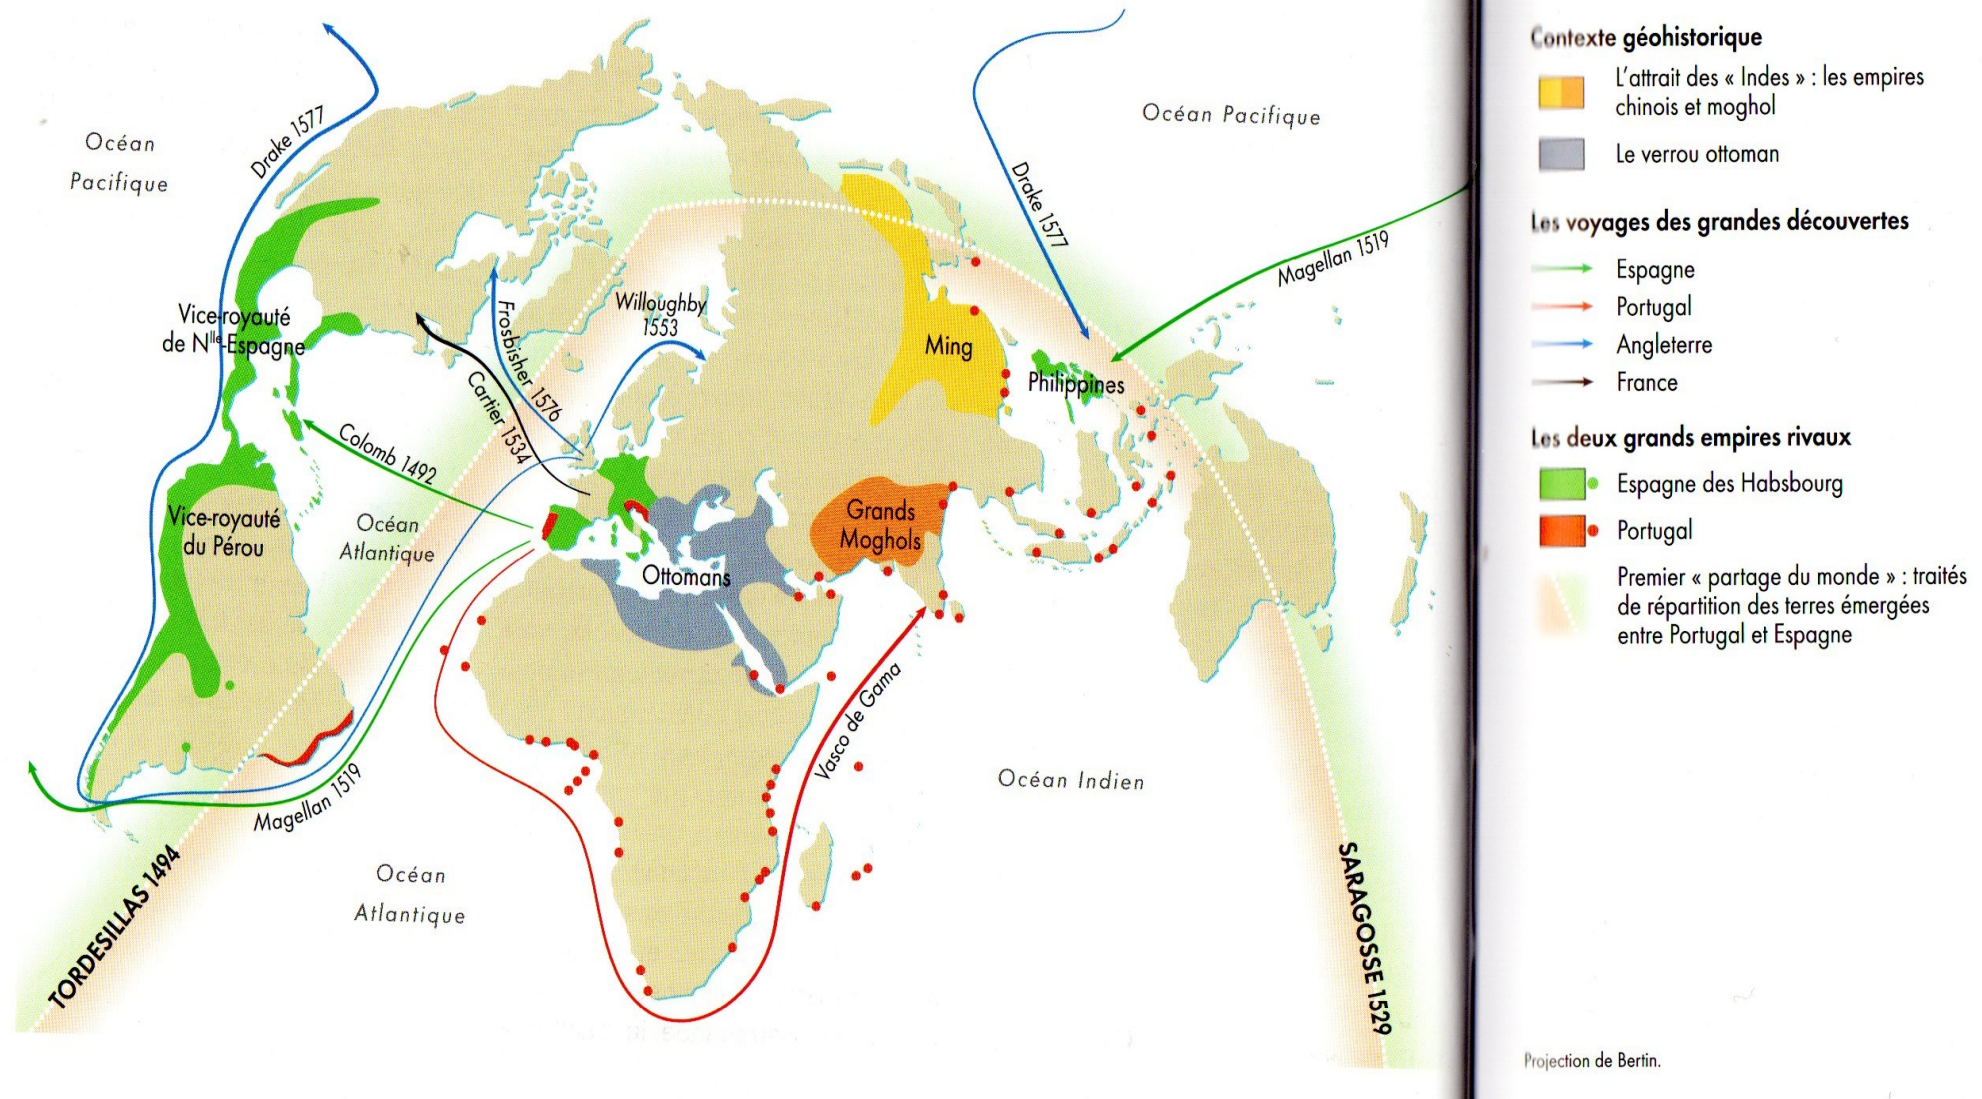 Océan
Pacifique
Drake 1577
Océan Pacifique
Drake 1577
Magellan 1519
Vice-royauté
de Nlle-Espagne
Frosbisher 1576
Willoughby
1553
Cartier 1534
Colomb 1492
Ming
Philippines
Vice-royauté
du Pérou
Océan
Atlantique
Grands
Moghols
Ottomans
Vasco de Gama
Magellan 1519
Océan Indien
Océan
Atlantique
TORDESILLAS 1494
SARAGOSSE 1529
Contexte géohistorique
L'attrait des « Indes » : les empires
chinois et moghol
Le verrou ottoman
Les voyages des grandes découvertes
Espagne
Portugal
Angleterre
France
Les deux grands empires rivaux
Espagne des Habsbourg
Portugal
Premier « partage du monde » : traités
de répartition des terres émergées
entre Portugal et Espagne
Projection de Bertin.